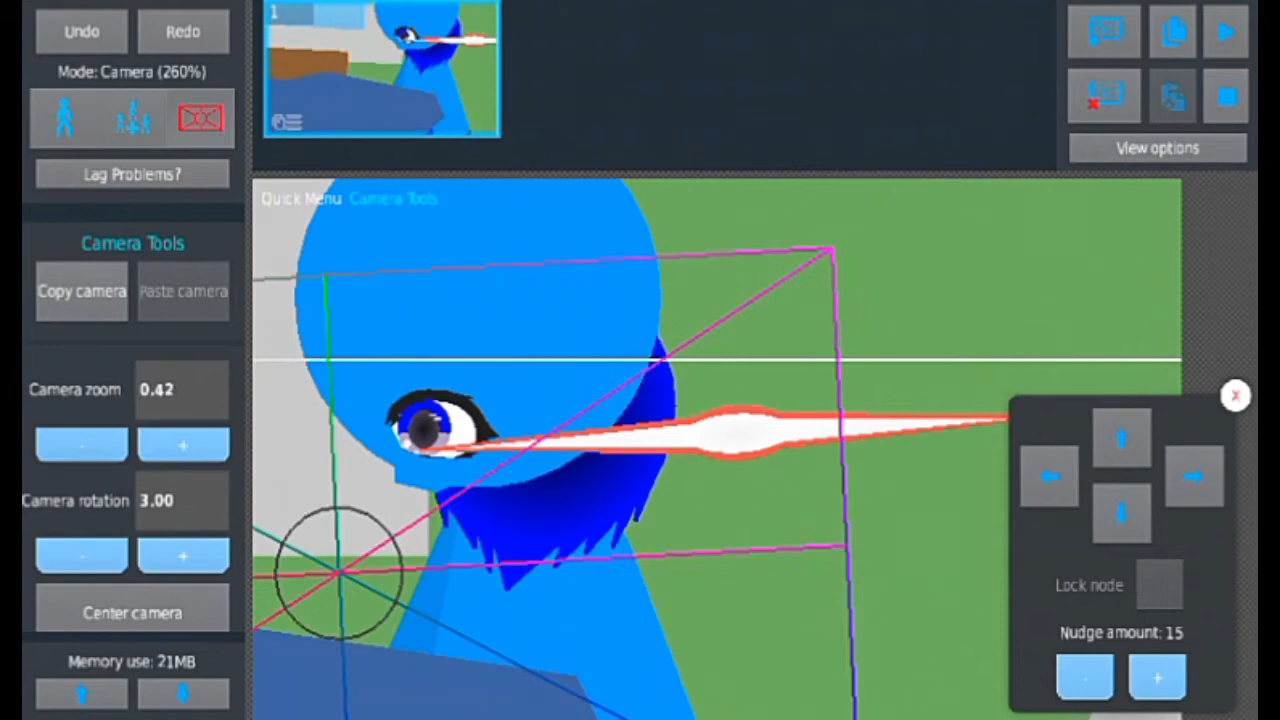 Undo Redo
Mode: Camera (260%)
Lag Problems?
Camera Tools
Copy camera Paste camera
Camera zoom 0.42
- +
Camera rotation 3.00
- +
Center camera
Memory use: 21MB
1
View options
Quick Menu Camera Tools
x
Lock node
Nudge amount: 15
- +